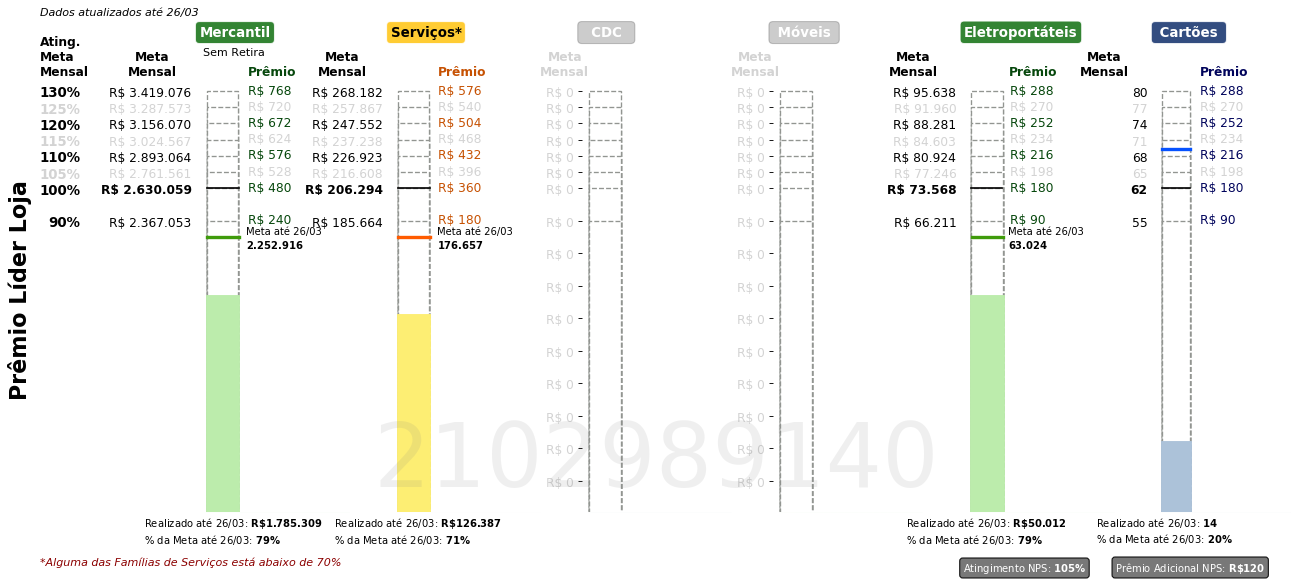 Dados atualizados até 26/03
Mercantil
Serviços*
CDC
Móveis
Eletroportáteis
Cartões
Sem Retira
Ating. Meta Mensal
Meta Mensal Prêmio
Meta Mensal Prêmio
Meta Mensal
Meta Mensal
Meta Mensal Prêmio
Meta Mensal Prêmio
130% R$ 3.419.076 R$ 768 R$ 268.182 R$ 576 R$ 0 R$ 0 R$ 95.638 R$ 288 80 R$ 288
125% R$ 3.287.573 R$ 720 R$ 257.867 R$ 540 R$ 0 R$ 0 R$ 91.960 R$ 270 77 R$ 270
120% R$ 3.156.070 R$ 672 R$ 247.552 R$ 504 R$ 0 R$ 0 R$ 88.281 R$ 252 74 R$ 252
115% R$ 3.024.567 R$ 624 R$ 237.238 R$ 468 R$ 0 R$ 0 R$ 84.603 R$ 234 71 R$ 234
110% R$ 2.893.064 R$ 576 R$ 226.923 R$ 432 R$ 0 R$ 0 R$ 80.924 R$ 216 68 R$ 216
105% R$ 2.761.561 R$ 528 R$ 216.608 R$ 396 R$ 0 R$ 0 R$ 77.246 R$ 198 65 R$ 198
100% R$ 2.630.059 R$ 480 R$ 206.294 R$ 360 R$ 0 R$ 0 R$ 73.568 R$ 180 62 R$ 180
90% R$ 2.367.053 R$ 240 R$ 185.664 R$ 180 R$ 0 R$ 0 R$ 66.211 R$ 90 55 R$ 90
Meta até 26/03 Meta até 26/03 Meta até 26/03
2.252.916 176.657 63.024
R$ 0 R$ 0
R$ 0 R$ 0
R$ 0 R$ 0
R$ 0 R$ 0
R$ 0 R$ 0
R$ 0 R$ 0
R$ 0 R$ 0
R$ 0 R$ 0
Prêmio Líder Loja
2102989140
Realizado até 26/03: R$1.785.309 Realizado até 26/03: R$126.387 Realizado até 26/03: R$50.012 Realizado até 26/03: 14
% da Meta até 26/03: 79% % da Meta até 26/03: 71% % da Meta até 26/03: 79% % da Meta até 26/03: 20%
*Alguma das Famílias de Serviços está abaixo de 70%
Atingimento NPS: 105%
Prêmio Adicional NPS: R$120